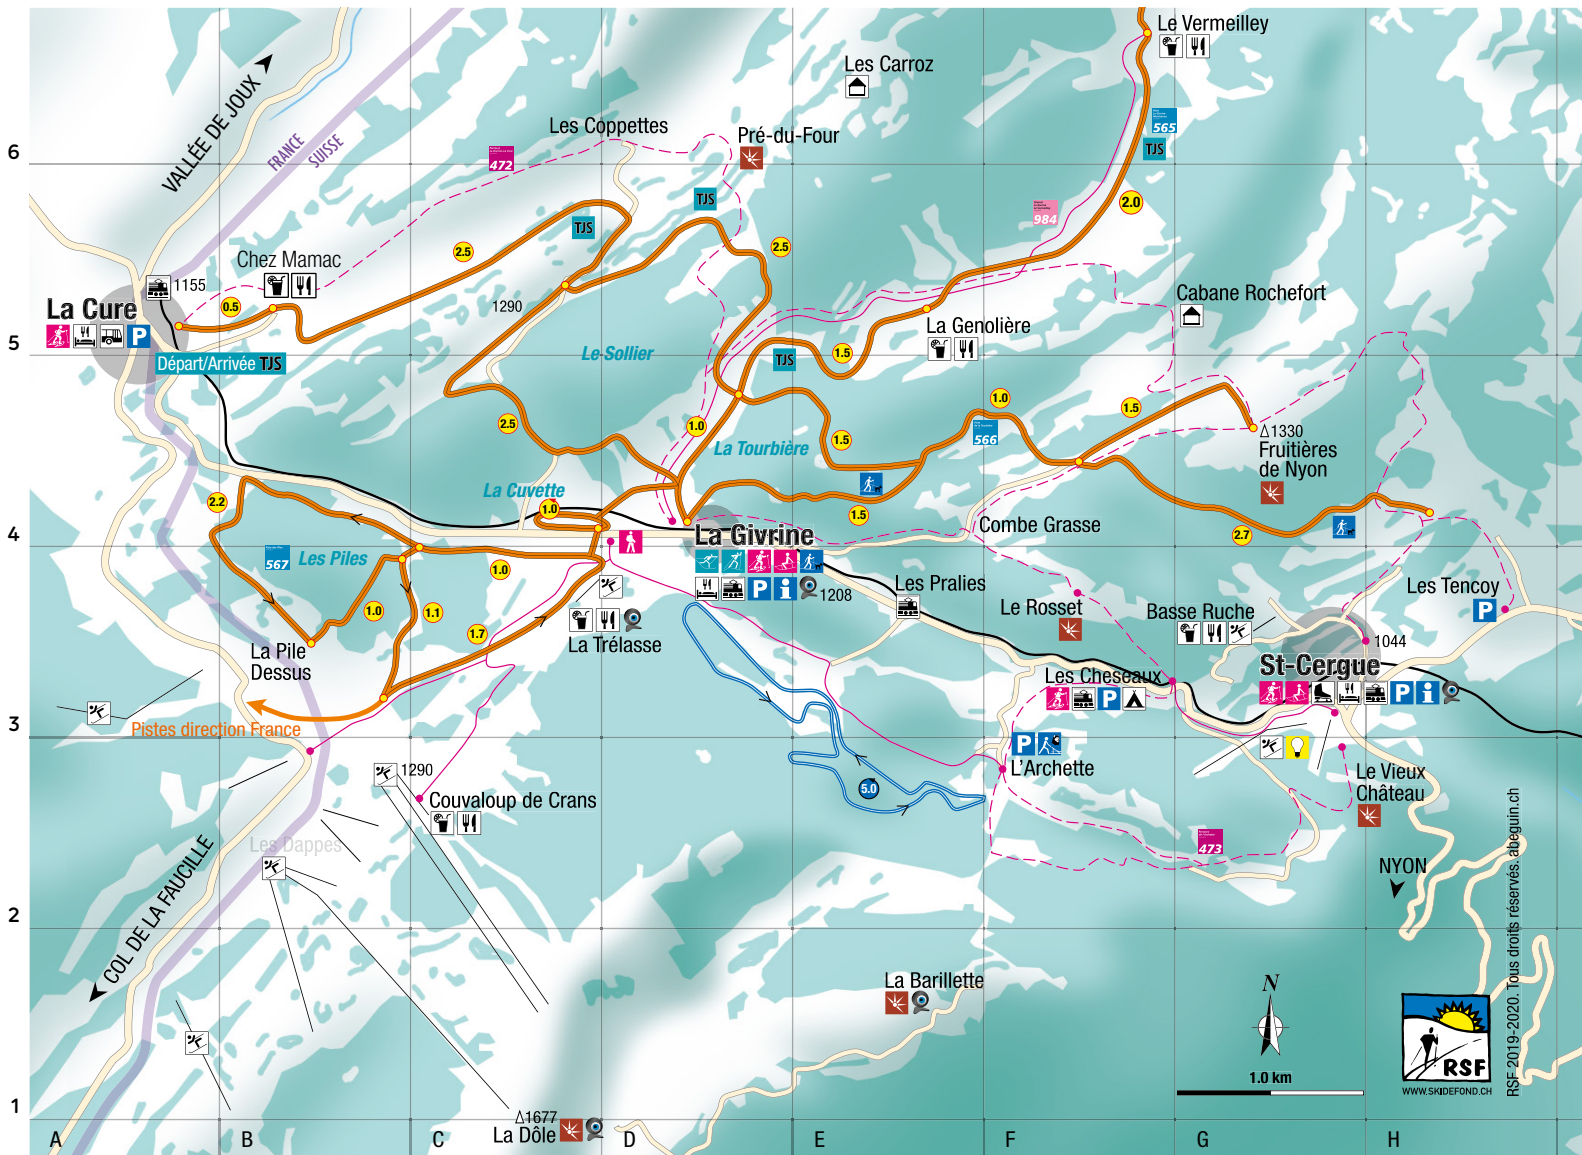 Le Vermeilley
Les Carroz
VALLÉE DE JOUX
FRANCE
SUISSE
Les Coppettes
Pré-du-Four
565
TJS
6
472
TJS
TJS
2.0
984
2.5
2.5
Chez Mamac
1155
La Cure
0.5
1290
Cabane Rochefort
La Genolière
P
5
Départ/Arrivée TJS
Le Sollier
TJS
1.5
2.5
1.0
1.0
1.5
566
1.5
La Tourbière
△1330
Fruitières
de Nyon
La Cuvette
2.2
1.0
1.5
Combe Grasse
2.7
4
La Givrine
567
Les Piles
1.0
P
i
1208
Les Pralies
Les Tencoy
P
1.0
1.1
1.7
La Trélasse
Le Rosset
Basse Ruche
1044
La Pile
Dessus
St-Cergue
Les Cheseaux
P
P
i
3
Pistes direction France
P
L'Archette
1290
5.0
Le Vieux
Château
Couvaloup de Crans
Les Dappes
473
NYON
COL DE LA FAUCILLE
2
La Barillette
N
1.0 km
RSF
WWW.SKIDEFOND.CH
RSF 2019-2020. Tous droits réservés. abeguin.ch
1
△1677
La Dôle
A
B
C
D
E
F
G
H